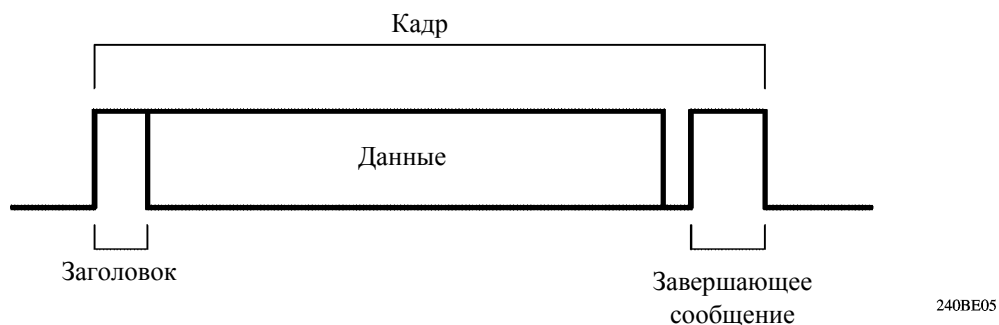 Кадр
Данные
Заголовок
Завершающее
сообщение
240BE05